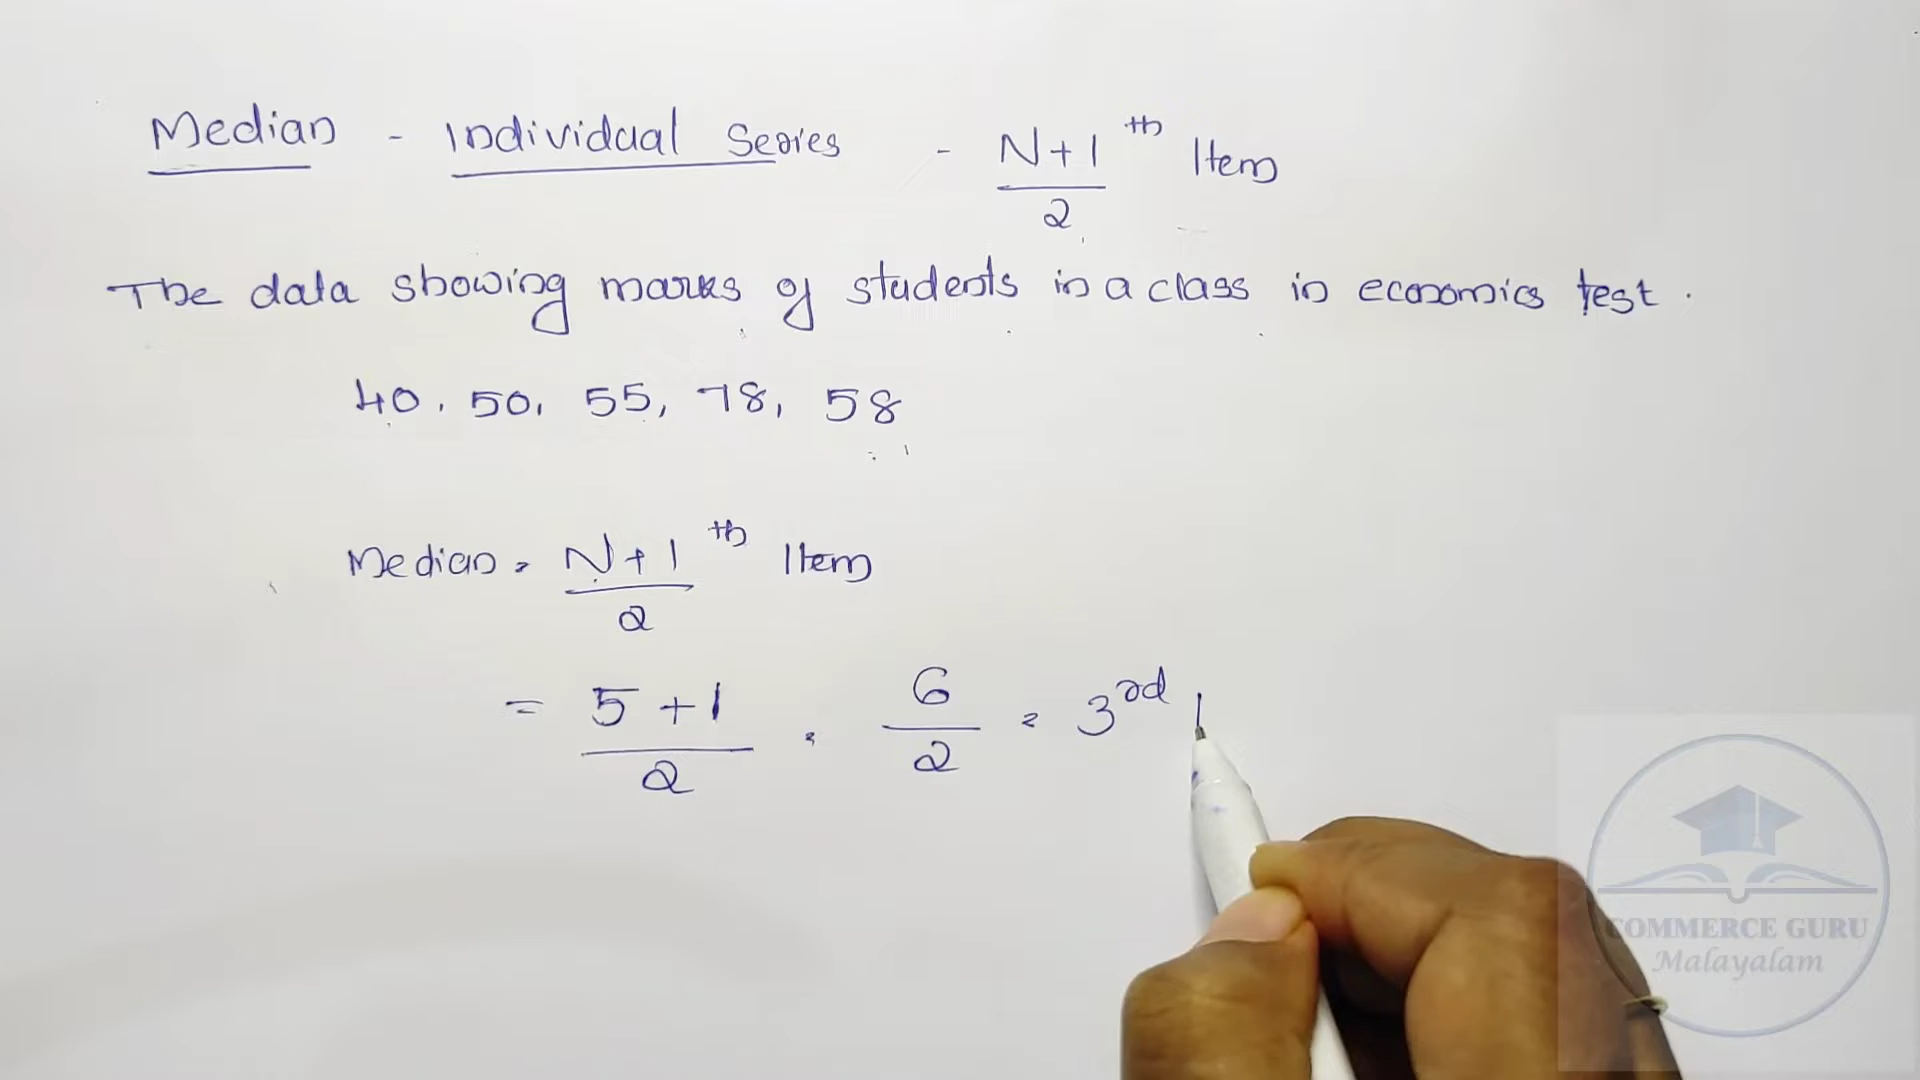 Median - Individual Series - N+1/2 th Item
The data showing marks of students in a class in economics test.
40, 50, 55, 78, 58
Median = N+1/2 th Item
= 5+1/2 = 6/2 = 3rd I
COMMERCE GURU
Malayalam